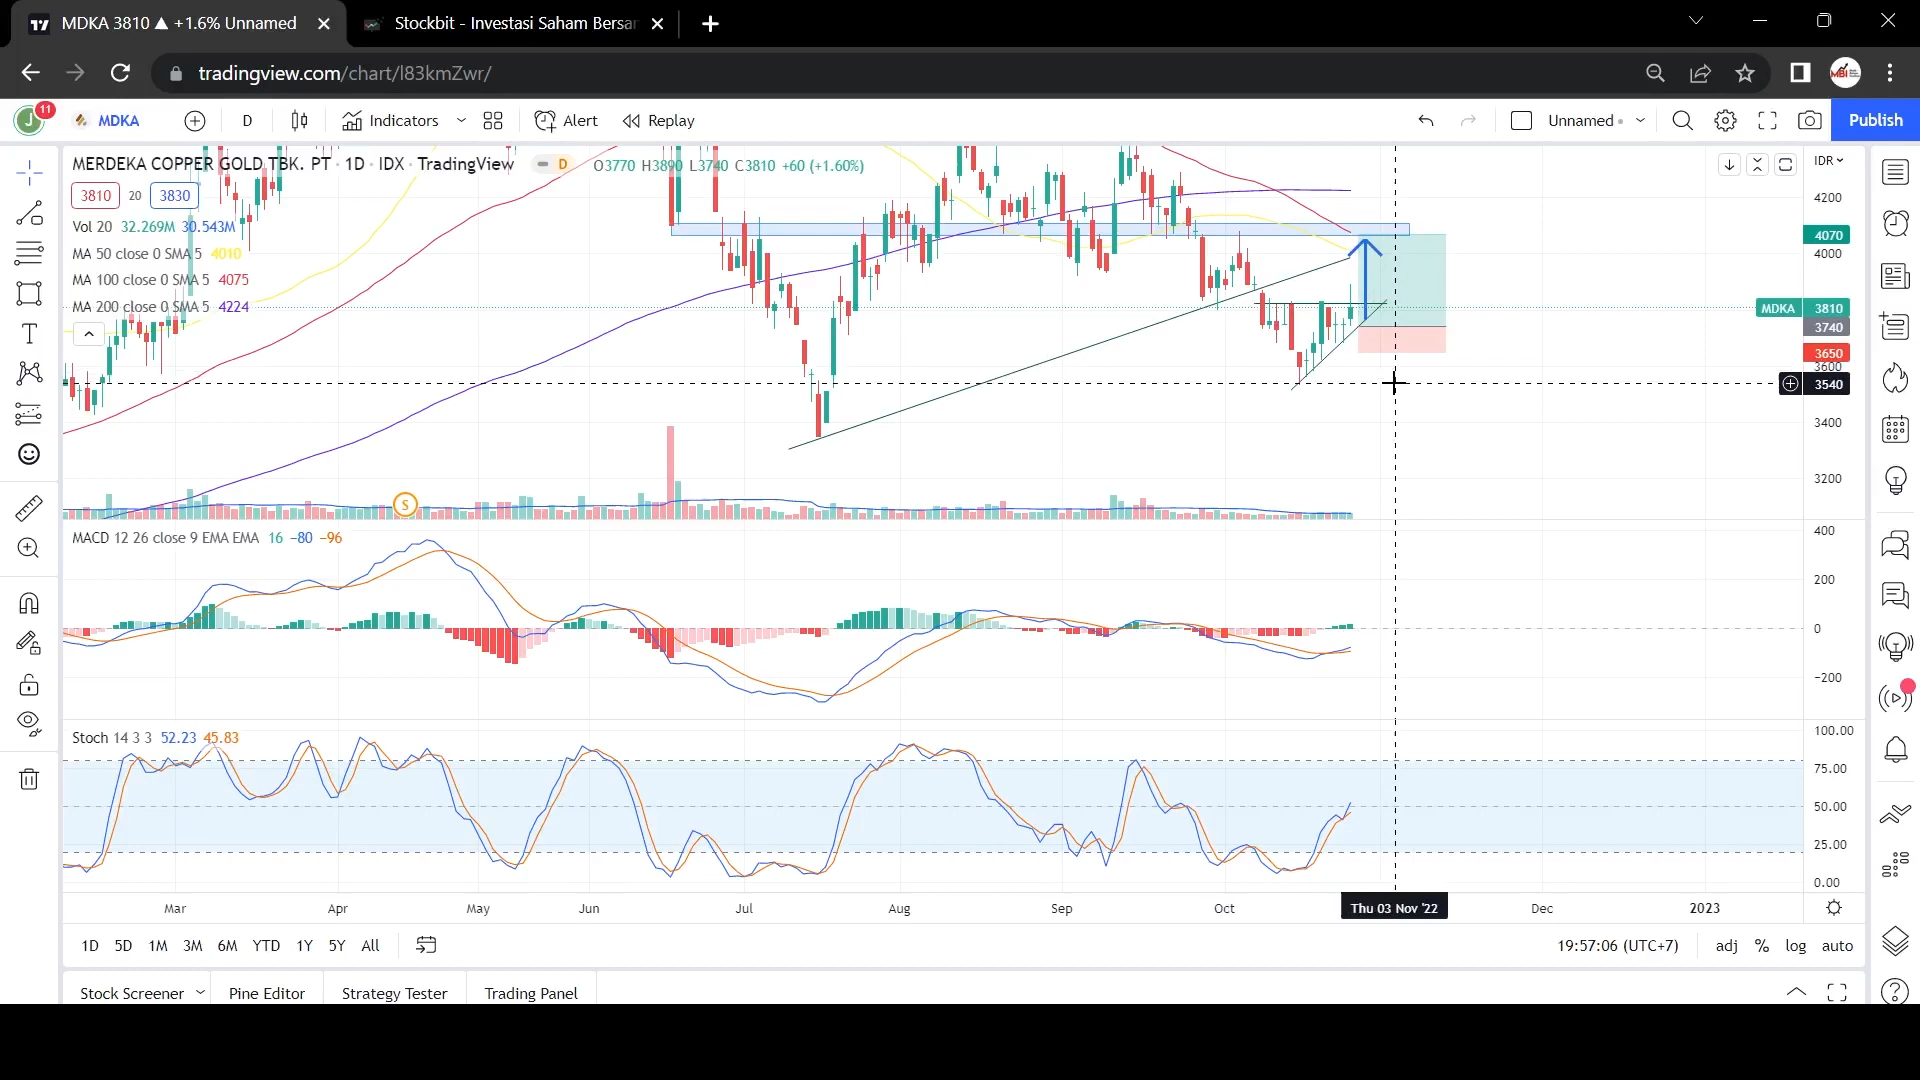 MDKA 3810 ▲ +1.6% Unnamed
Stockbit - Investasi Saham Bersar
tradingview.com/chart/l83kmZwr/
MBI
J 11 MDKA D Indicators Alert Replay Unnamed Publish
MERDEKA COPPER GOLD TBK. PT · 1D · IDX · TradingView D O3770 H3890 L3740 C3810 +60 (+1.60%)
IDR
3810 20 3830
4200
Vol 20 32.269M 30.543M
4070
MA 50 close 0 SMA 5 4010
4000
MA 100 close 0 SMA 5 4075
MA 200 close 0 SMA 5 4224
MDKA 3810
3740
3650
3600
3540
3400
3200
S
MACD 12 26 close 9 EMA EMA 16 −80 −96
400
200
0
−200
Stoch 14 3 3 52.23 45.83
100.00
75.00
50.00
25.00
0.00
Mar Apr May Jun Jul Aug Sep Oct Thu 03 Nov '22 Dec 2023
1D 5D 1M 3M 6M YTD 1Y 5Y All 19:57:06 (UTC+7) adj % log auto
Stock Screener Pine Editor Strategy Tester Trading Panel